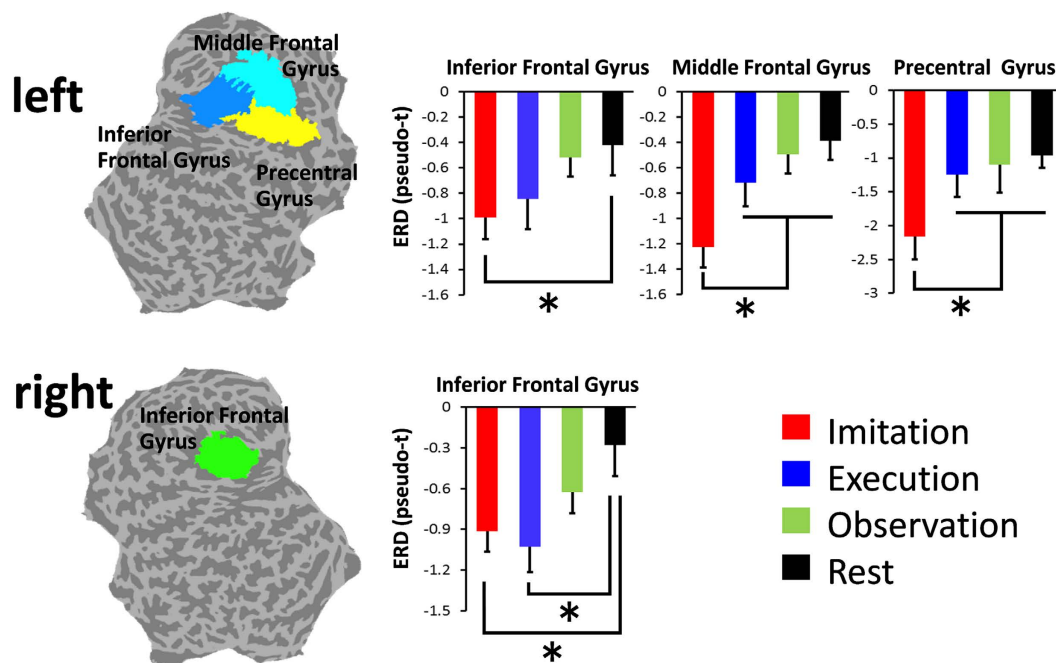 left
Middle Frontal
Gyrus
Inferior
Frontal Gyrus
Precentral
Gyrus
Inferior Frontal Gyrus
ERD (pseudo-t)
0
-0.2
-0.4
-0.6
-0.8
-1
-1.2
-1.4
-1.6
*
Middle Frontal Gyrus
0
-0.2
-0.4
-0.6
-0.8
-1
-1.2
-1.4
-1.6
*
Precentral Gyrus
0
-0.5
-1
-1.5
-2
-2.5
-3
*
right
Inferior Frontal
Gyrus
Inferior Frontal Gyrus
ERD (pseudo-t)
0
-0.3
-0.6
-0.9
-1.2
-1.5
*
*
Imitation
Execution
Observation
Rest